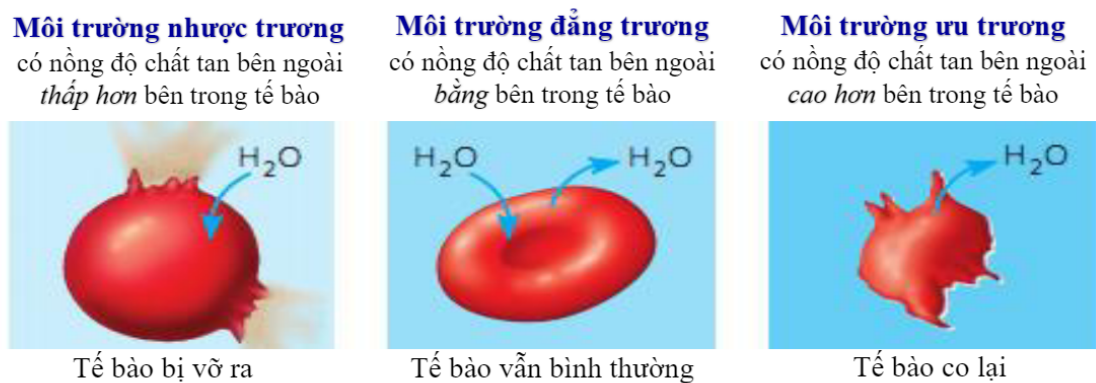 Môi trường nhược trương
có nồng độ chất tan bên ngoài
thấp hơn bên trong tế bào
H₂O
Tế bào bị vỡ ra
Môi trường đẳng trương
có nồng độ chất tan bên ngoài
bằng bên trong tế bào
H₂O
H₂O
Tế bào vẫn bình thường
Môi trường ưu trương
có nồng độ chất tan bên ngoài
cao hơn bên trong tế bào
H₂O
Tế bào co lại